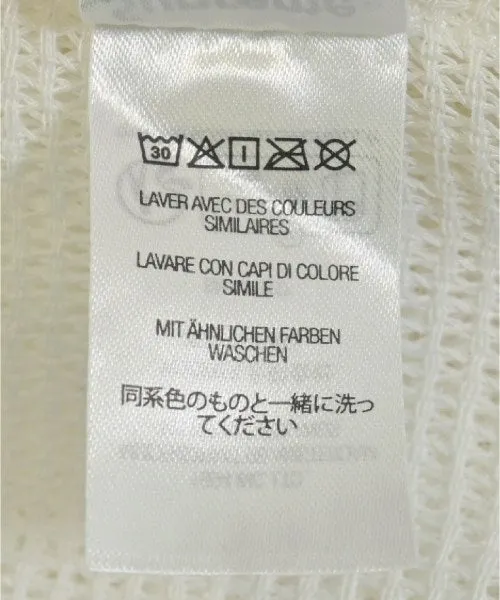 30
LAVER AVEC DES COULEURS
SIMILAIRES
LAVARE CON CAPI DI COLORE
SIMILE
MIT ÄHNLICHEN FARBEN
WASCHEN
同系色のものと一緒に洗っ
てください